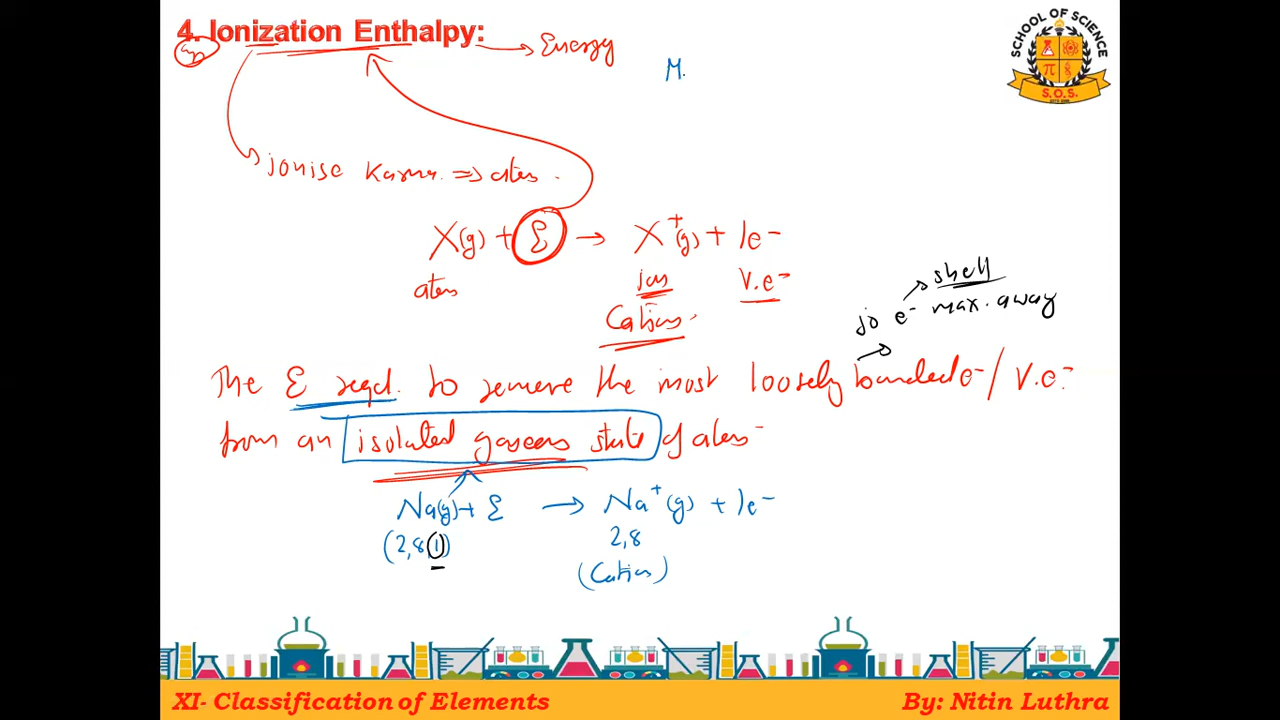 4. Ionization Enthalpy: → Energy
M.
SCHOOL OF SCIENCE
S.O.S.
ionise Karna. ⇒ atom.
X(g) + E → X⁺(g) + 1e⁻
atom ion V.e⁻
Cation.
shell
jo e⁻ max. away
The E reqd. to remove the most loosely bounded e⁻/ V.e⁻
from an isolated gaseous state of atom
Na(g) + E → Na⁺(g) + 1e⁻
(2,8,1) 2,8
(Cation)
XI- Classification of Elements By: Nitin Luthra